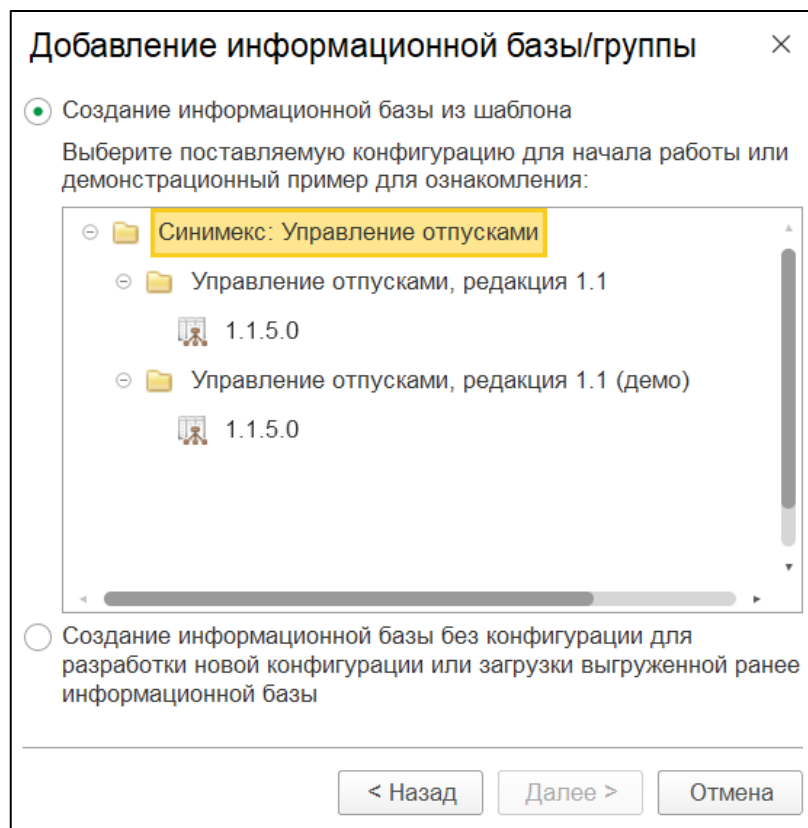 Добавление информационной базы/группы
Создание информационной базы из шаблона
Выберите поставляемую конфигурацию для начала работы или
демонстрационный пример для ознакомления:
Синимекс: Управление отпусками
Управление отпусками, редакция 1.1
1.1.5.0
Управление отпусками, редакция 1.1 (демо)
1.1.5.0
Создание информационной базы без конфигурации для
разработки новой конфигурации или загрузки выгруженной ранее
информационной базы
< Назад Далее > Отмена